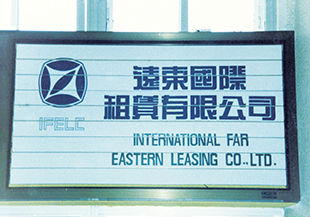 遠東國際
租賃有限公司
IFELC
INTERNATIONAL FAR
EASTERN LEASING CO.,LTD.